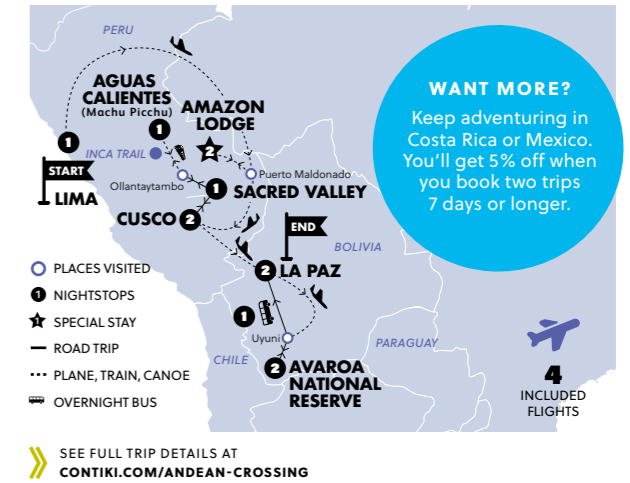 PERU
AGUAS
CALIENTES
(Machu Picchu)
AMAZON
LODGE
1
1
2
INCA TRAIL
START
LIMA
Ollantaytambo
Puerto Maldonado
1
SACRED VALLEY
CUSCO
2
END
BOLIVIA
2
LA PAZ
1
Uyuni
CHILE
PARAGUAY
2
AVAROA
NATIONAL
RESERVE
WANT MORE?
Keep adventuring in
Costa Rica or Mexico.
You'll get 5% off when
you book two trips
7 days or longer.
PLACES VISITED
1 NIGHTSTOPS
1 SPECIAL STAY
ROAD TRIP
PLANE, TRAIN, CANOE
OVERNIGHT BUS
4
INCLUDED
FLIGHTS
SEE FULL TRIP DETAILS AT
CONTIKI.COM/ANDEAN-CROSSING